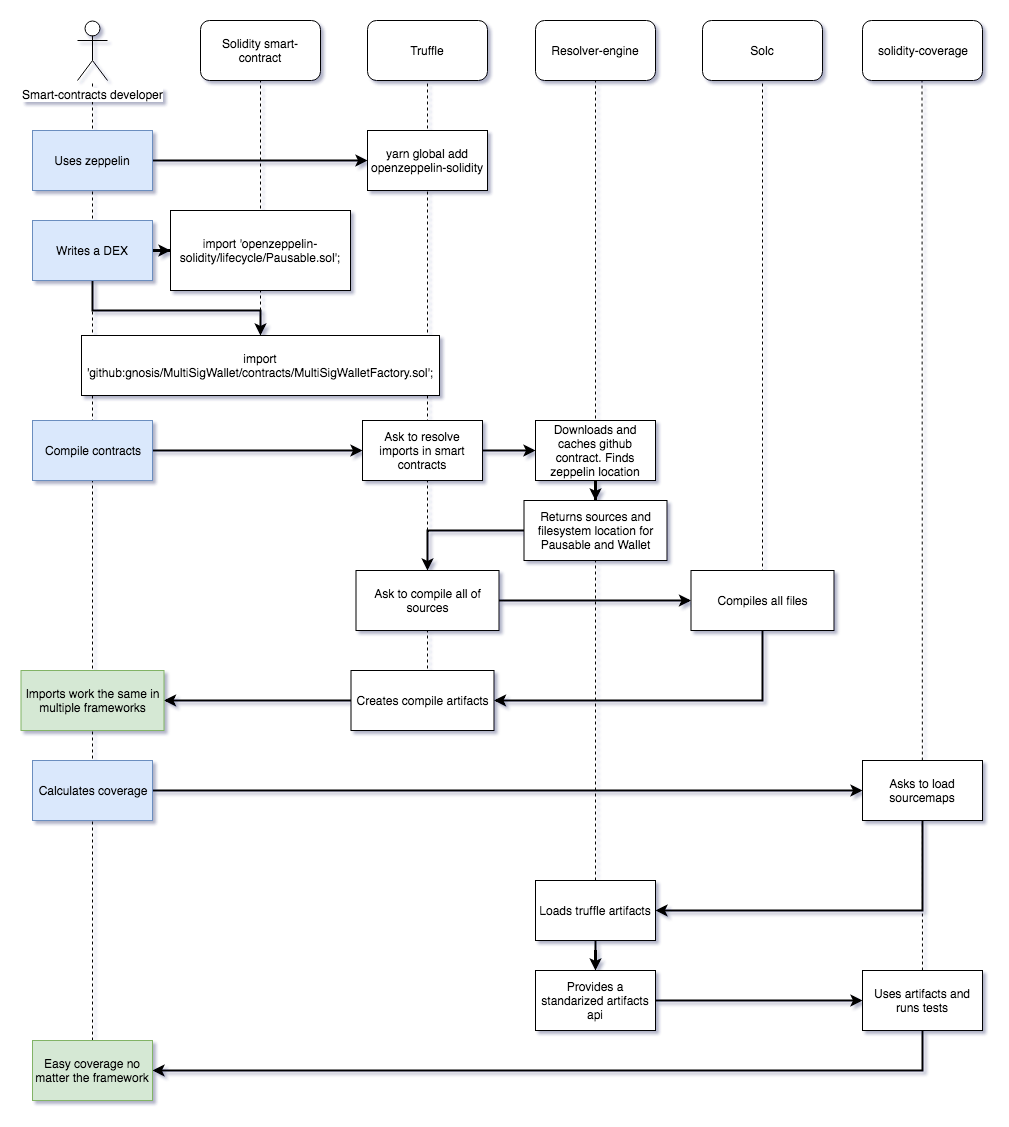 Smart-contracts developer
Solidity smart-
contract
Truffle
Resolver-engine
Solc
solidity-coverage
Uses zeppelin
yarn global add
openzeppelin-solidity
Writes a DEX
import 'openzeppelin-
solidity/lifecycle/Pausable.sol';
import
'github:gnosis/MultiSigWallet/contracts/MultiSigWalletFactory.sol';
Compile contracts
Ask to resolve
imports in smart
contracts
Downloads and
caches github
contract. Finds
zeppelin location
Returns sources and
filesystem location for
Pausable and Wallet
Ask to compile all of
sources
Compiles all files
Imports work the same in
multiple frameworks
Creates compile artifacts
Calculates coverage
Asks to load
sourcemaps
Loads truffle artifacts
Provides a
standarized artifacts
api
Uses artifacts and
runs tests
Easy coverage no
matter the framework